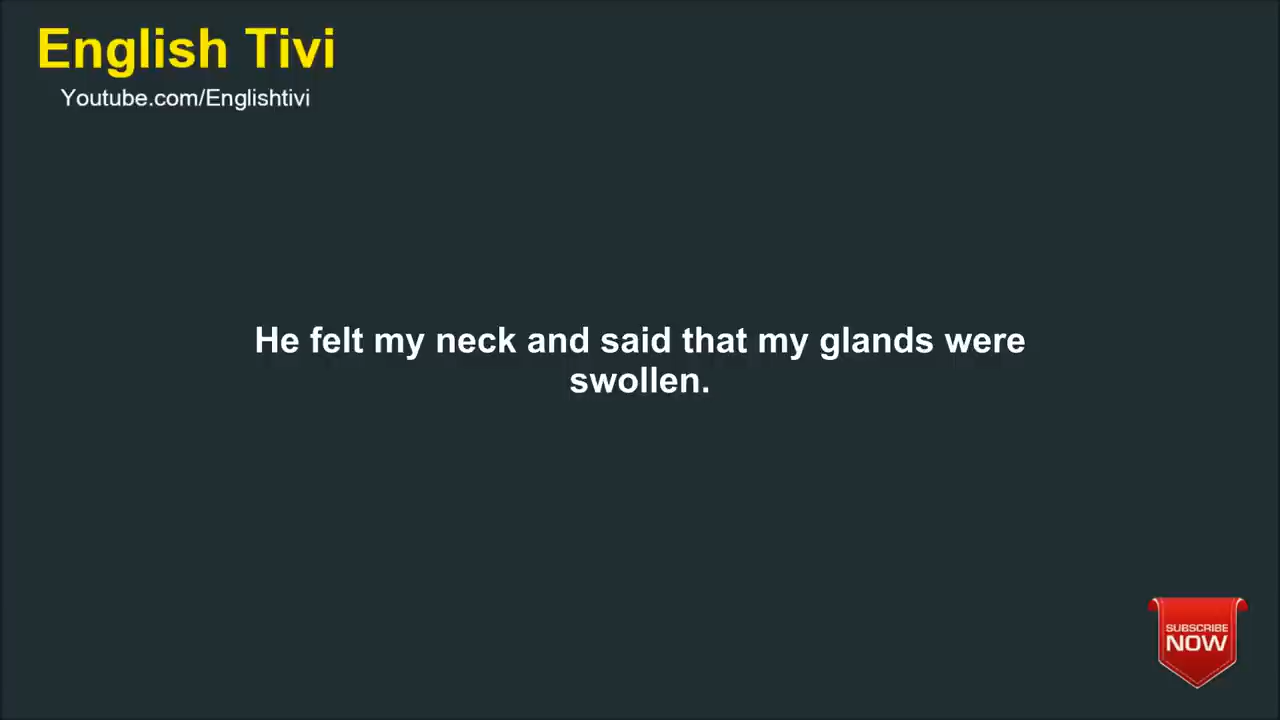 English Tivi
Youtube.com/Englishtivi
He felt my neck and said that my glands were
swollen.
SUBSCRIBE
NOW